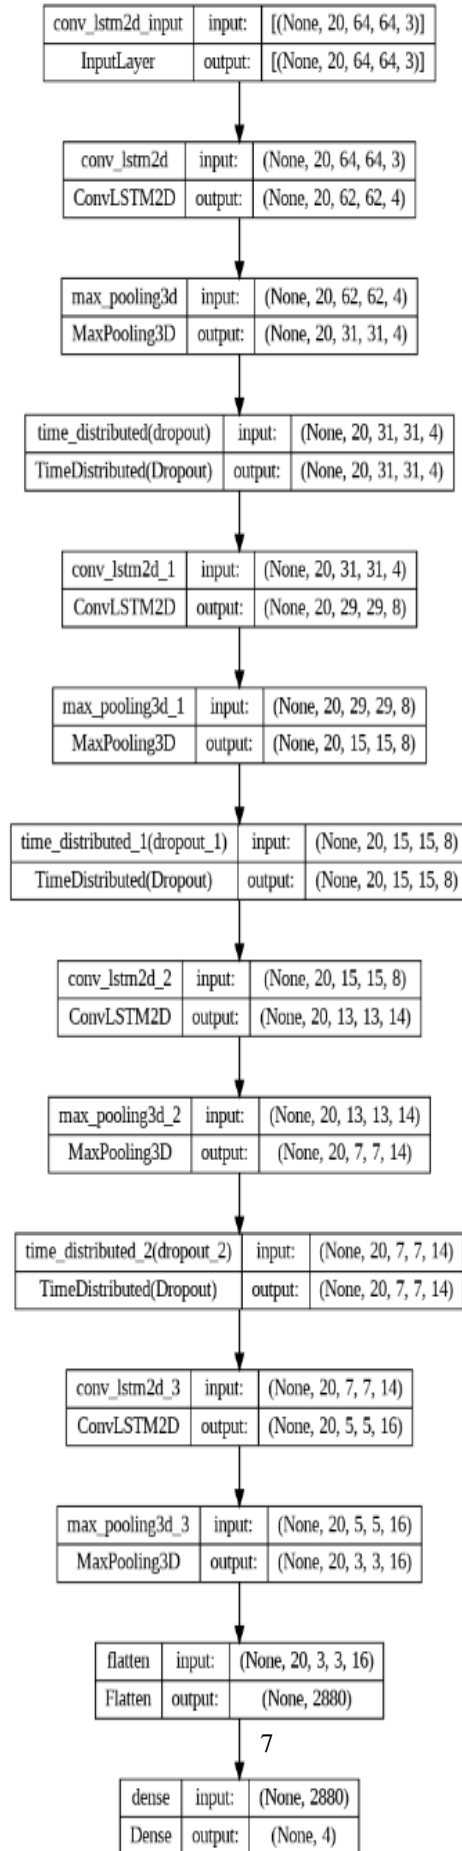 conv_lstm2d_input input: [(None, 20, 64, 64, 3)]
InputLayer output: [(None, 20, 64, 64, 3)]
conv_lstm2d input: (None, 20, 64, 64, 3)
ConvLSTM2D output: (None, 20, 62, 62, 4)
max_pooling3d input: (None, 20, 62, 62, 4)
MaxPooling3D output: (None, 20, 31, 31, 4)
time_distributed(dropout) input: (None, 20, 31, 31, 4)
TimeDistributed(Dropout) output: (None, 20, 31, 31, 4)
conv_lstm2d_1 input: (None, 20, 31, 31, 4)
ConvLSTM2D output: (None, 20, 29, 29, 8)
max_pooling3d_1 input: (None, 20, 29, 29, 8)
MaxPooling3D output: (None, 20, 15, 15, 8)
time_distributed_1(dropout_1) input: (None, 20, 15, 15, 8)
TimeDistributed(Dropout) output: (None, 20, 15, 15, 8)
conv_lstm2d_2 input: (None, 20, 15, 15, 8)
ConvLSTM2D output: (None, 20, 13, 13, 14)
max_pooling3d_2 input: (None, 20, 13, 13, 14)
MaxPooling3D output: (None, 20, 7, 7, 14)
time_distributed_2(dropout_2) input: (None, 20, 7, 7, 14)
TimeDistributed(Dropout) output: (None, 20, 7, 7, 14)
conv_lstm2d_3 input: (None, 20, 7, 7, 14)
ConvLSTM2D output: (None, 20, 5, 5, 16)
max_pooling3d_3 input: (None, 20, 5, 5, 16)
MaxPooling3D output: (None, 20, 3, 3, 16)
flatten input: (None, 20, 3, 3, 16)
Flatten output: (None, 2880)
7
dense input: (None, 2880)
Dense output: (None, 4)